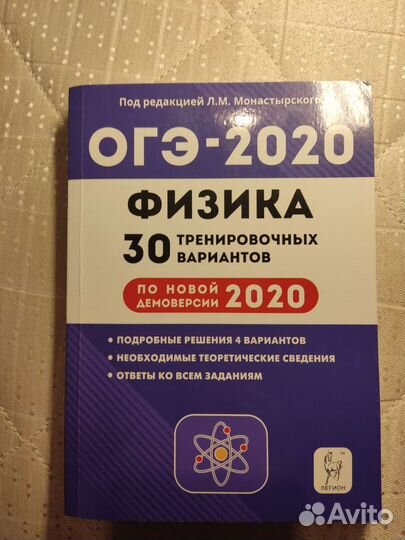 Под редакцией Л.М. Монастырского
ОГЭ-2020
ФИЗИКА
30 ТРЕНИРОВОЧНЫХ
ВАРИАНТОВ
ПО НОВОЙ
ДЕМОВЕРСИИ 2020
• ПОДРОБНЫЕ РЕШЕНИЯ 4 ВАРИАНТОВ
• НЕОБХОДИМЫЕ ТЕОРЕТИЧЕСКИЕ СВЕДЕНИЯ
• ОТВЕТЫ КО ВСЕМ ЗАДАНИЯМ
ТМ
ЛЕГИОН
Avito